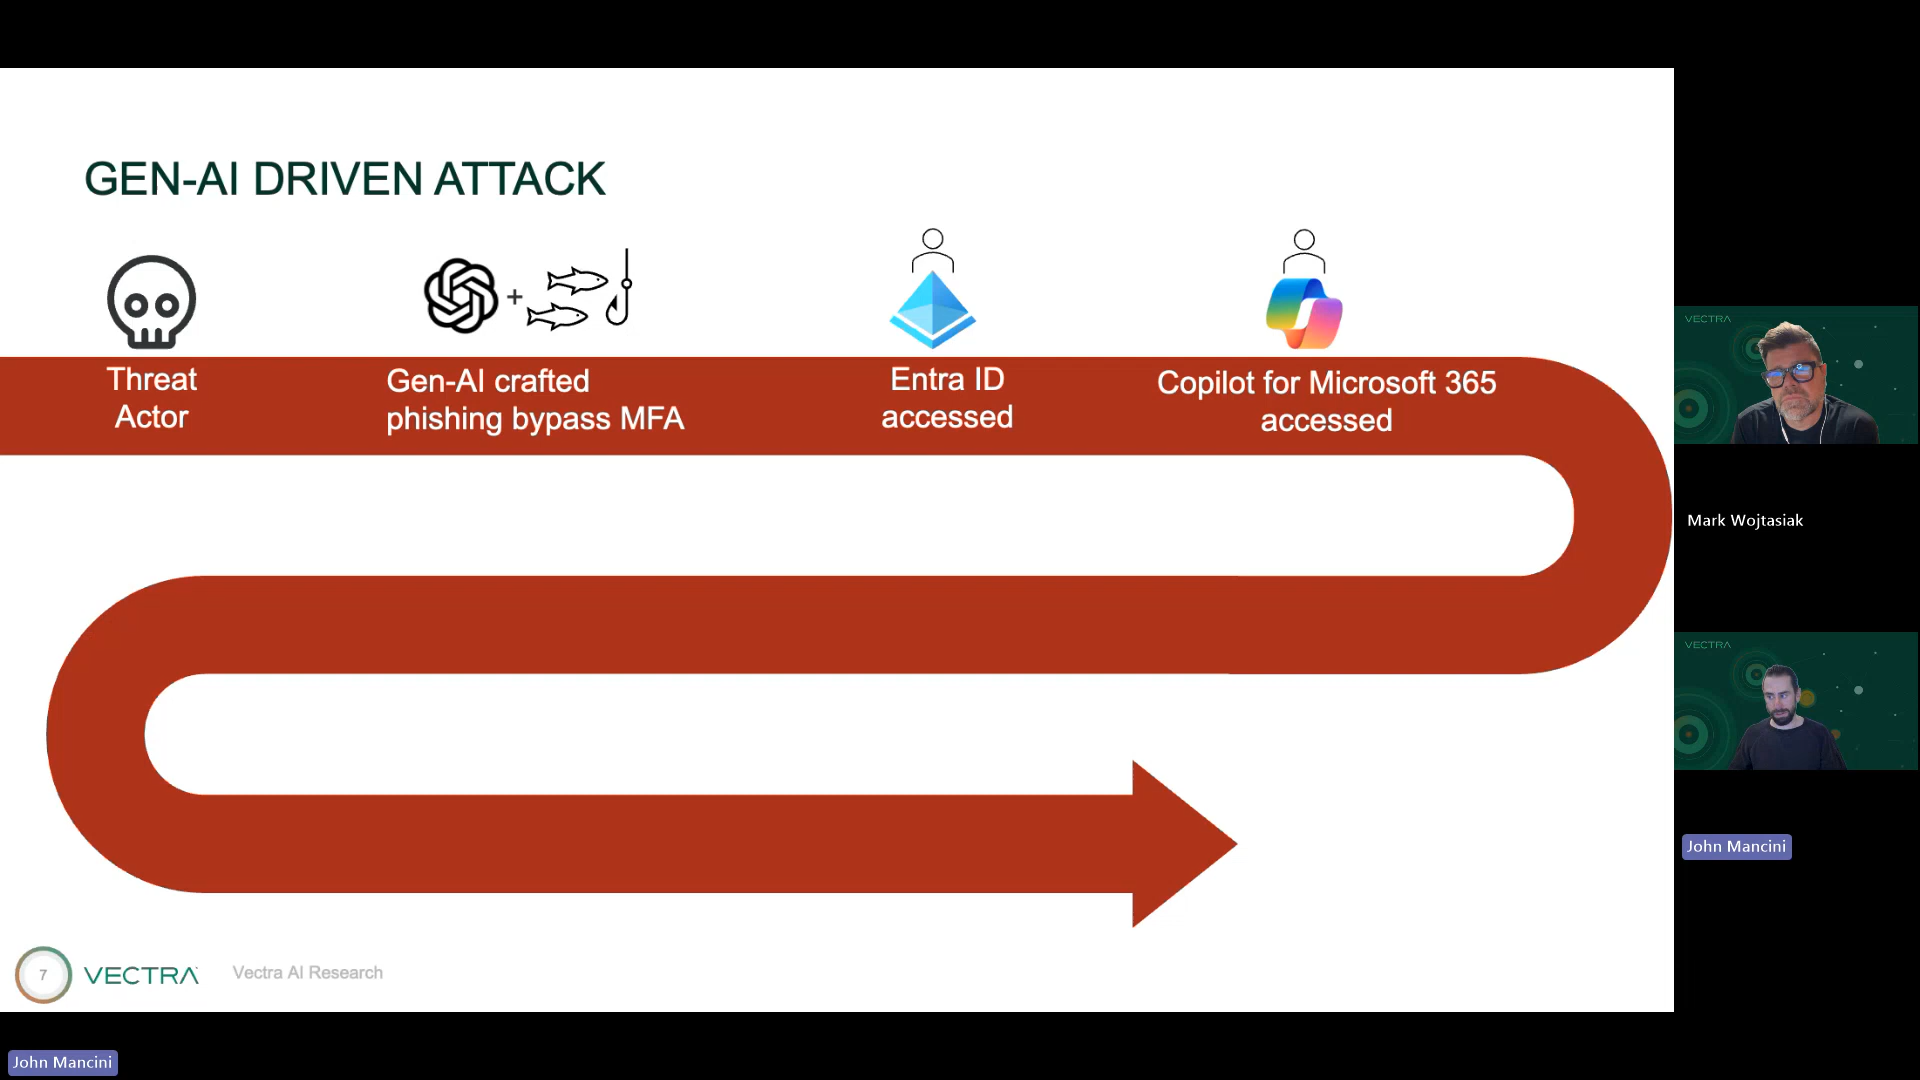 GEN-AI DRIVEN ATTACK
+
Threat
Actor
Gen-AI crafted
phishing bypass MFA
Entra ID
accessed
Copilot for Microsoft 365
accessed
7
VECTRA
Vectra AI Research
VECTRA
Mark Wojtasiak
VECTRA
John Mancini
John Mancini